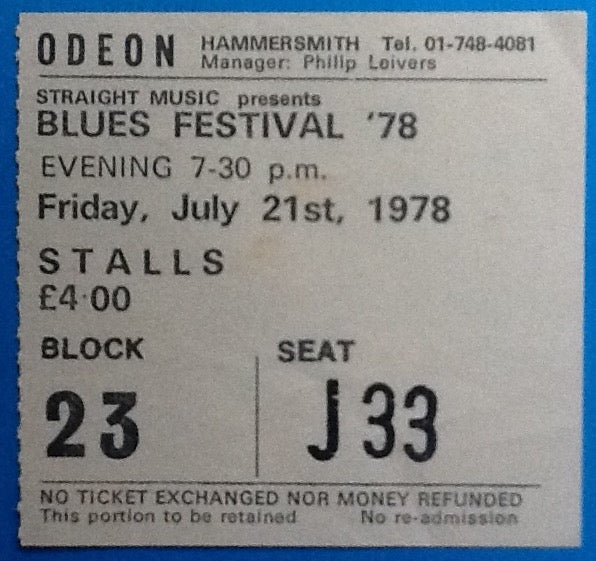 ODEON HAMMERSMITH Tel. 01-748-4081
Manager: Philip Leivers
STRAIGHT MUSIC presents
BLUES FESTIVAL '78
EVENING 7-30 p.m.
Friday, July 21st, 1978
STALLS
£4·00
BLOCK SEAT
23 J 33
NO TICKET EXCHANGED NOR MONEY REFUNDED
This portion to be retained No re-admission